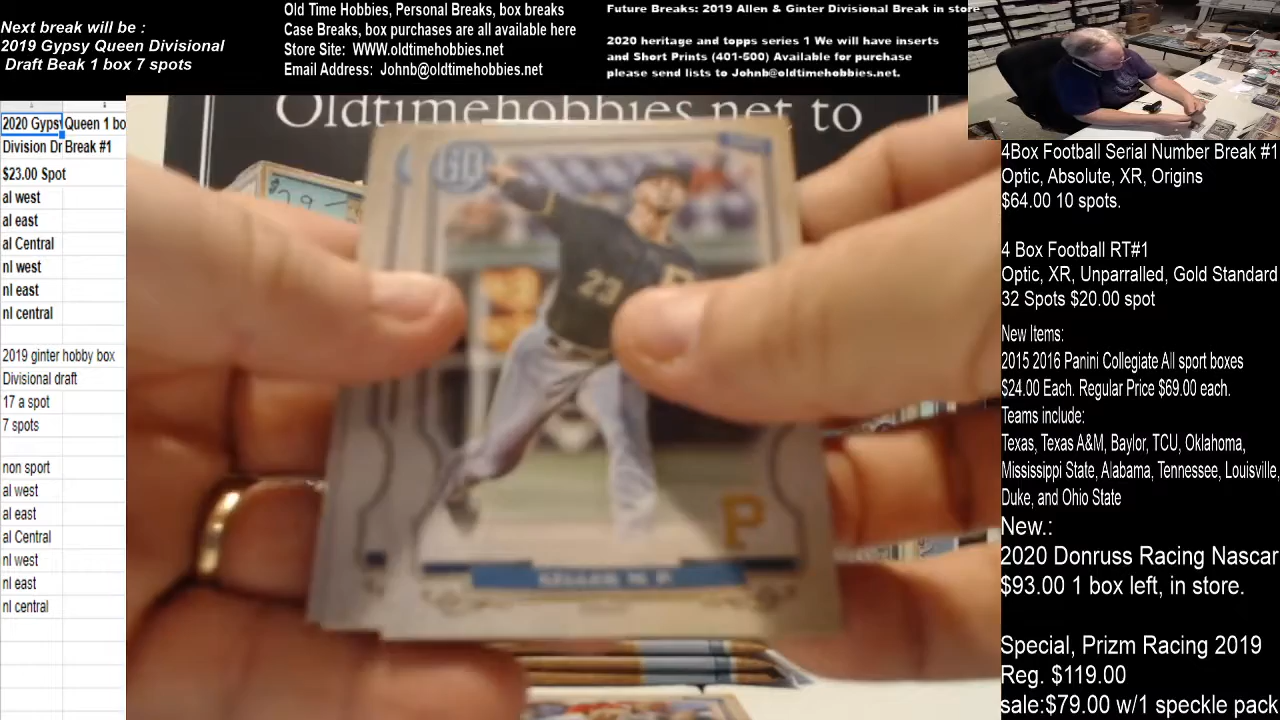 Next break will be :
2019 Gypsy Queen Divisional
Draft Beak 1 box 7 spots
Old Time Hobbies, Personal Breaks, box breaks
Case Breaks, box purchases are all available here
Store Site: WWW.oldtimehobbies.net
Email Address: Johnb@oldtimehobbies.net
Future Breaks: 2019 Allen & Ginter Divisional Break in store
2020 heritage and topps series 1 We will have inserts
and Short Prints (401-500) Available for purchase
please send lists to Johnb@oldtimehobbies.net.
2020 Gypsy Queen 1 bo
Division Dr Break #1
$23.00 Spot
al west
al east
al Central
nl west
nl east
nl central
2019 ginter hobby box
Divisional draft
17 a spot
7 spots
non sport
al west
al east
al Central
nl west
nl east
nl central
Oldtimehobbies.net to
GQ
23
P
P
4Box Football Serial Number Break #1
Optic, Absolute, XR, Origins
$64.00 10 spots.
4 Box Football RT#1
Optic, XR, Unparralled, Gold Standard
32 Spots $20.00 spot
New Items:
2015 2016 Panini Collegiate All sport boxes
$24.00 Each. Regular Price $69.00 each.
Teams include:
Texas, Texas A&M, Baylor, TCU, Oklahoma,
Mississippi State, Alabama, Tennessee, Louisville,
Duke, and Ohio State
New.:
2020 Donruss Racing Nascar
$93.00 1 box left, in store.
Special, Prizm Racing 2019
Reg. $119.00
sale:$79.00 w/1 speckle pack